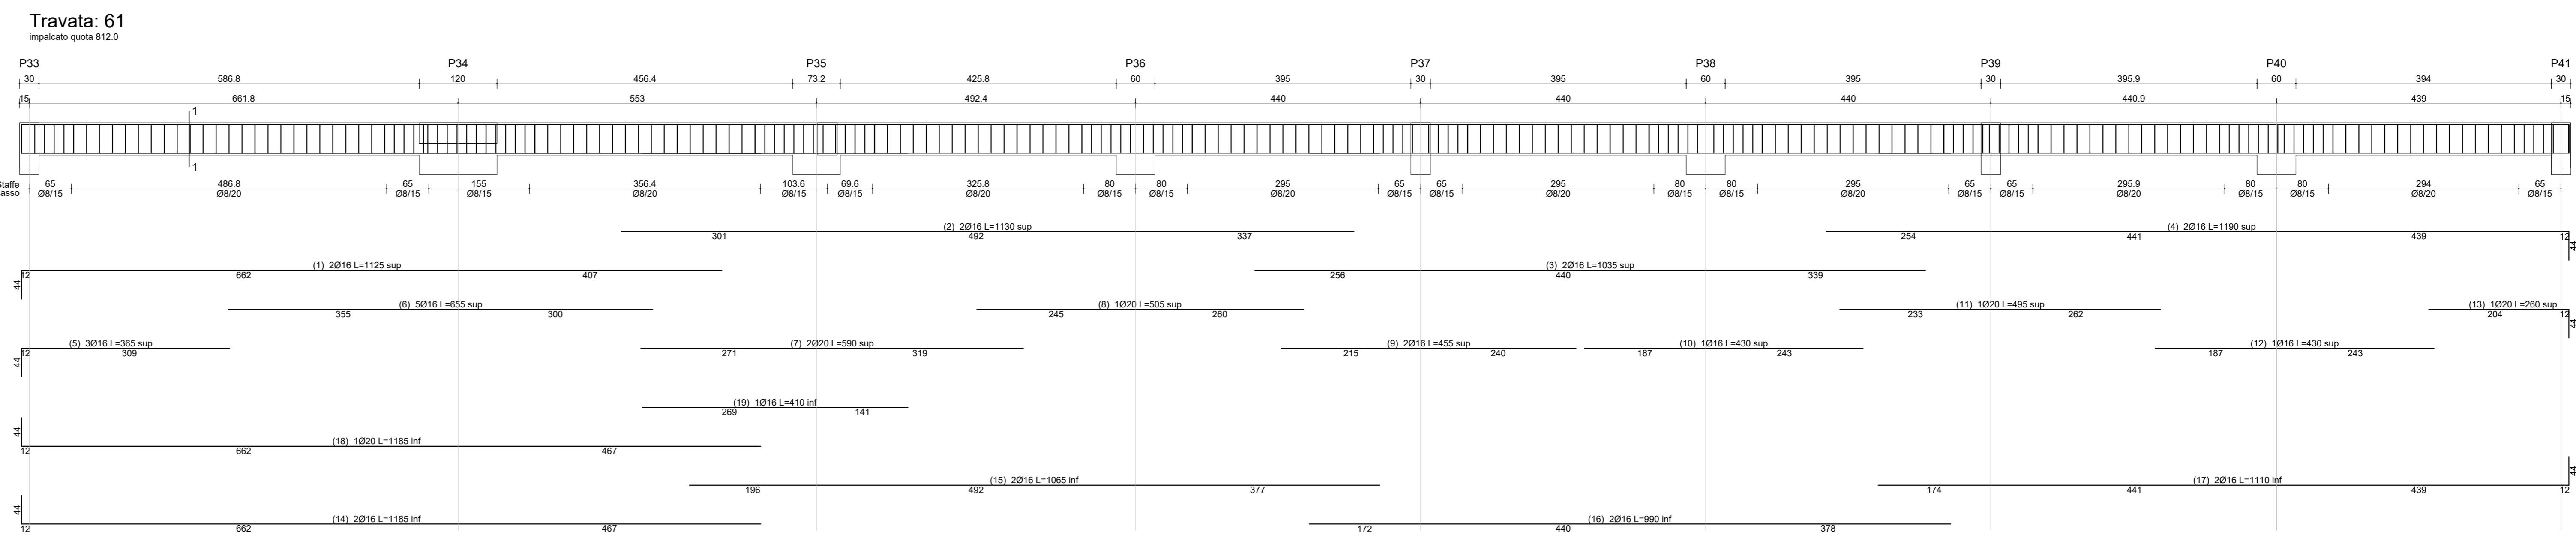 Travata: 61
impalcato quota 812.0
P33 P34 P35 P36 P37 P38 P39 P40 P41
30 586.8 120 456.4 73.2 425.8 60 395 30 395 60 395 30 395.9 60 394 30
15 661.8 553 492.4 440 440 440 440.9 439 15
1
1
Staffe 65 486.8 65 155 356.4 103.6 69.6 325.8 80 80 295 65 65 295 80 80 295 65 65 295.9 80 80 294 65
Ø8/15 Ø8/20 Ø8/15 Ø8/15 Ø8/20 Ø8/15 Ø8/15 Ø8/20 Ø8/15 Ø8/15 Ø8/20 Ø8/15 Ø8/15 Ø8/20 Ø8/15 Ø8/15 Ø8/20 Ø8/15 Ø8/15 Ø8/20 Ø8/15 Ø8/15 Ø8/20 Ø8/15
(2) 2Ø16 L=1130 sup (4) 2Ø16 L=1190 sup
301 492 337 254 441 439 12 44
(1) 2Ø16 L=1125 sup (3) 2Ø16 L=1035 sup
44 12 662 407 256 440 339
(6) 5Ø16 L=655 sup (8) 1Ø20 L=505 sup (11) 1Ø20 L=495 sup (13) 1Ø20 L=260 sup
355 300 245 260 233 262 204 12 44
(5) 3Ø16 L=365 sup (7) 2Ø20 L=590 sup (9) 2Ø16 L=455 sup (10) 1Ø16 L=430 sup (12) 1Ø16 L=430 sup
44 12 309 271 319 215 240 187 243 187 243
(19) 1Ø16 L=410 inf
269 141
(18) 1Ø20 L=1185 inf
44 12 662 467
(15) 2Ø16 L=1065 inf (17) 2Ø16 L=1110 inf
196 492 377 174 441 439 12 44
(14) 2Ø16 L=1185 inf (16) 2Ø16 L=990 inf
44 12 662 467 172 440 378